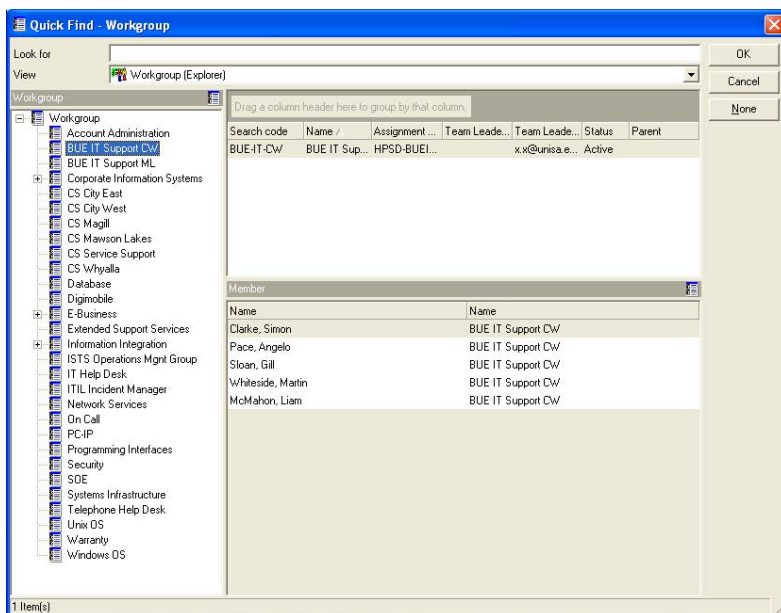 Quick Find - Workgroup
Look for
OK
View
Workgroup (Explorer)
Cancel
None
Workgroup
Workgroup
Account Administration
BUE IT Support CW
BUE IT Support ML
Corporate Information Systems
CS City East
CS City West
CS Magill
CS Mawson Lakes
CS Service Support
CS Whyalla
Database
Digimobile
E-Business
Extended Support Services
Information Integration
ISTS Operations Mgnt Group
IT Help Desk
ITIL Incident Manager
Network Services
On Call
PC-IP
Programming Interfaces
Security
SOE
Systems Infrastructure
Telephone Help Desk
Unix OS
Warranty
Windows OS
Drag a column header here to group by that column.
Search code Name Assignment ... Team Leade... Team Leade... Status Parent
BUE-IT-CW BUE IT Sup... HPSD-BUEI... x.x@unisa.e... Active
Member
Name Name
Clarke, Simon BUE IT Support CW
Pace, Angelo BUE IT Support CW
Sloan, Gill BUE IT Support CW
Whiteside, Martin BUE IT Support CW
McMahon, Liam BUE IT Support CW
1 Item(s)